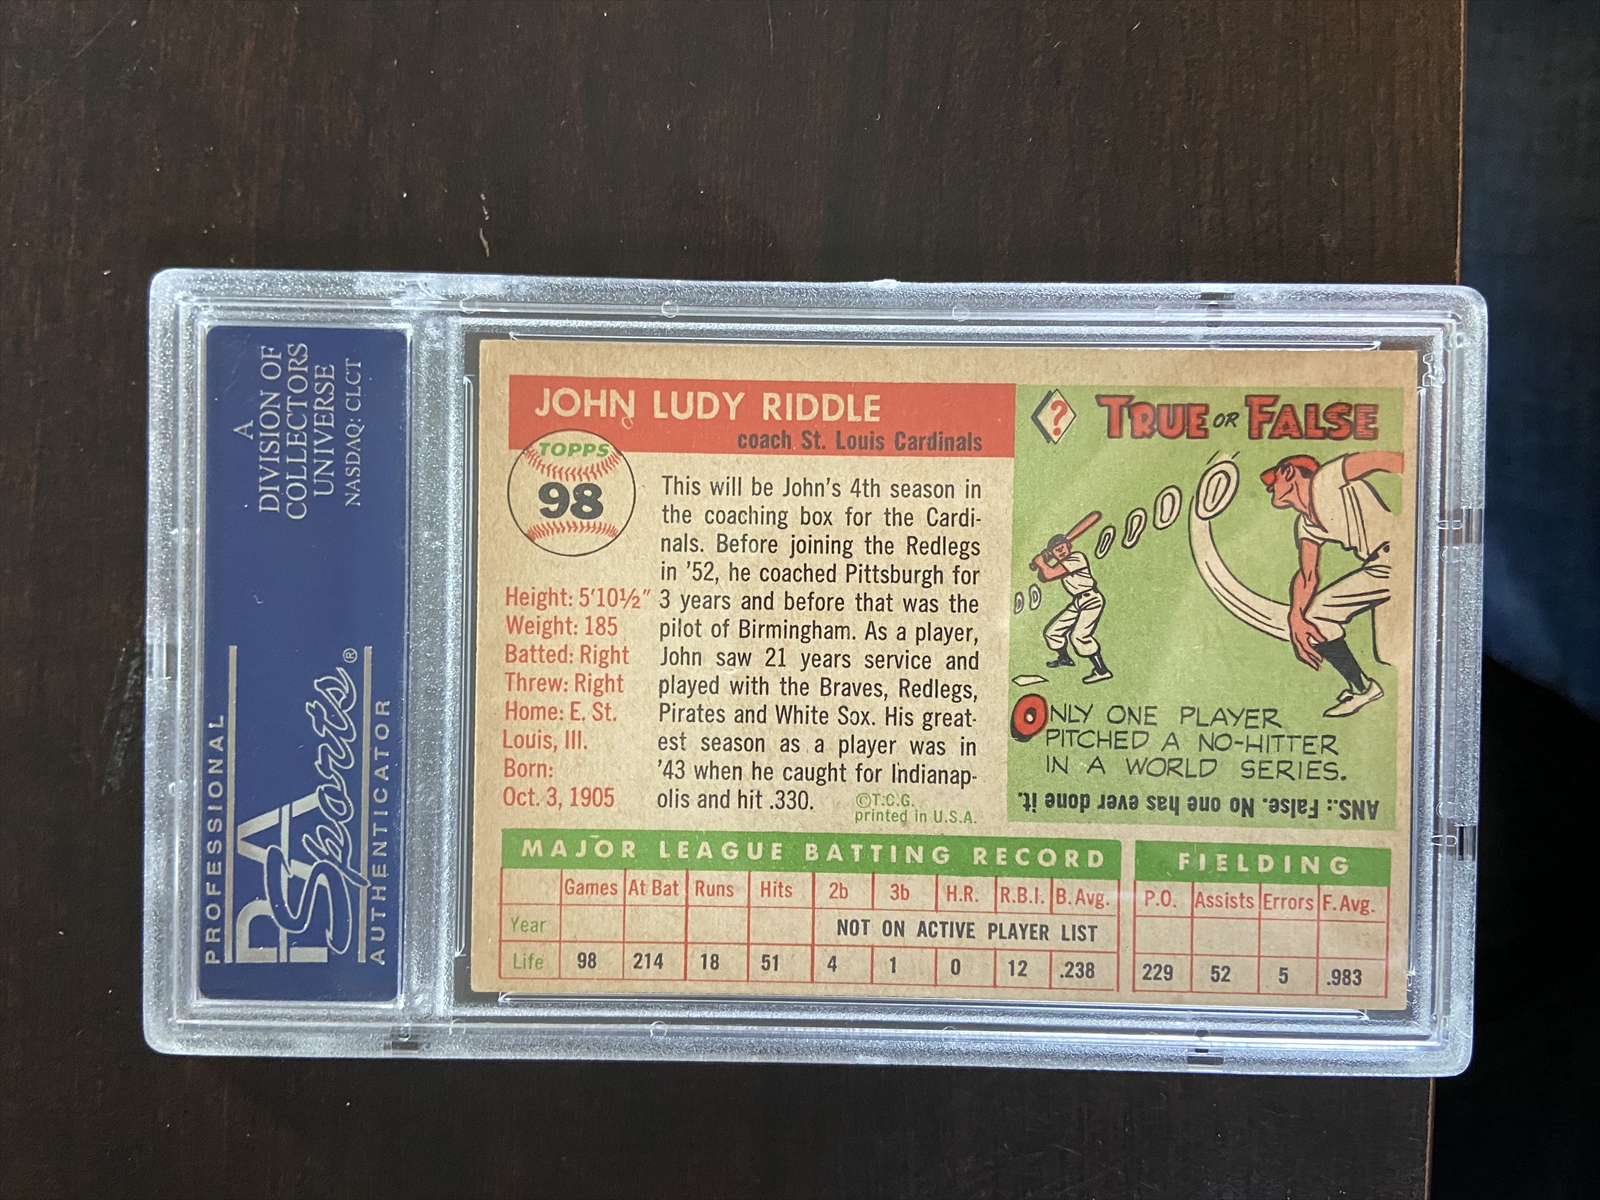 A
DIVISION OF
COLLECTORS
UNIVERSE
NASDAQ: CLCT
PROFESSIONAL
PSA
Sports®
AUTHENTICATOR
JOHN LUDY RIDDLE
coach St. Louis Cardinals
TOPPS
98
Height: 5'10½"
Weight: 185
Batted: Right
Threw: Right
Home: E. St.
Louis, Ill.
Born:
Oct. 3, 1905
This will be John's 4th season in
the coaching box for the Cardi-
nals. Before joining the Redlegs
in '52, he coached Pittsburgh for
3 years and before that was the
pilot of Birmingham. As a player,
John saw 21 years service and
played with the Braves, Redlegs,
Pirates and White Sox. His great-
est season as a player was in
'43 when he caught for Indianap-
olis and hit .330.
©T.C.G.
printed in U.S.A.
?
TRUE OR FALSE
ONLY ONE PLAYER
PITCHED A NO-HITTER
IN A WORLD SERIES.
ANS.: False. No one has ever done it.
MAJOR LEAGUE BATTING RECORD
Games At Bat Runs Hits 2b 3b H.R. R.B.I. B. Avg.
Year NOT ON ACTIVE PLAYER LIST
Life 98 214 18 51 4 1 0 12 .238
FIELDING
P.O. Assists Errors F. Avg.
229 52 5 .983